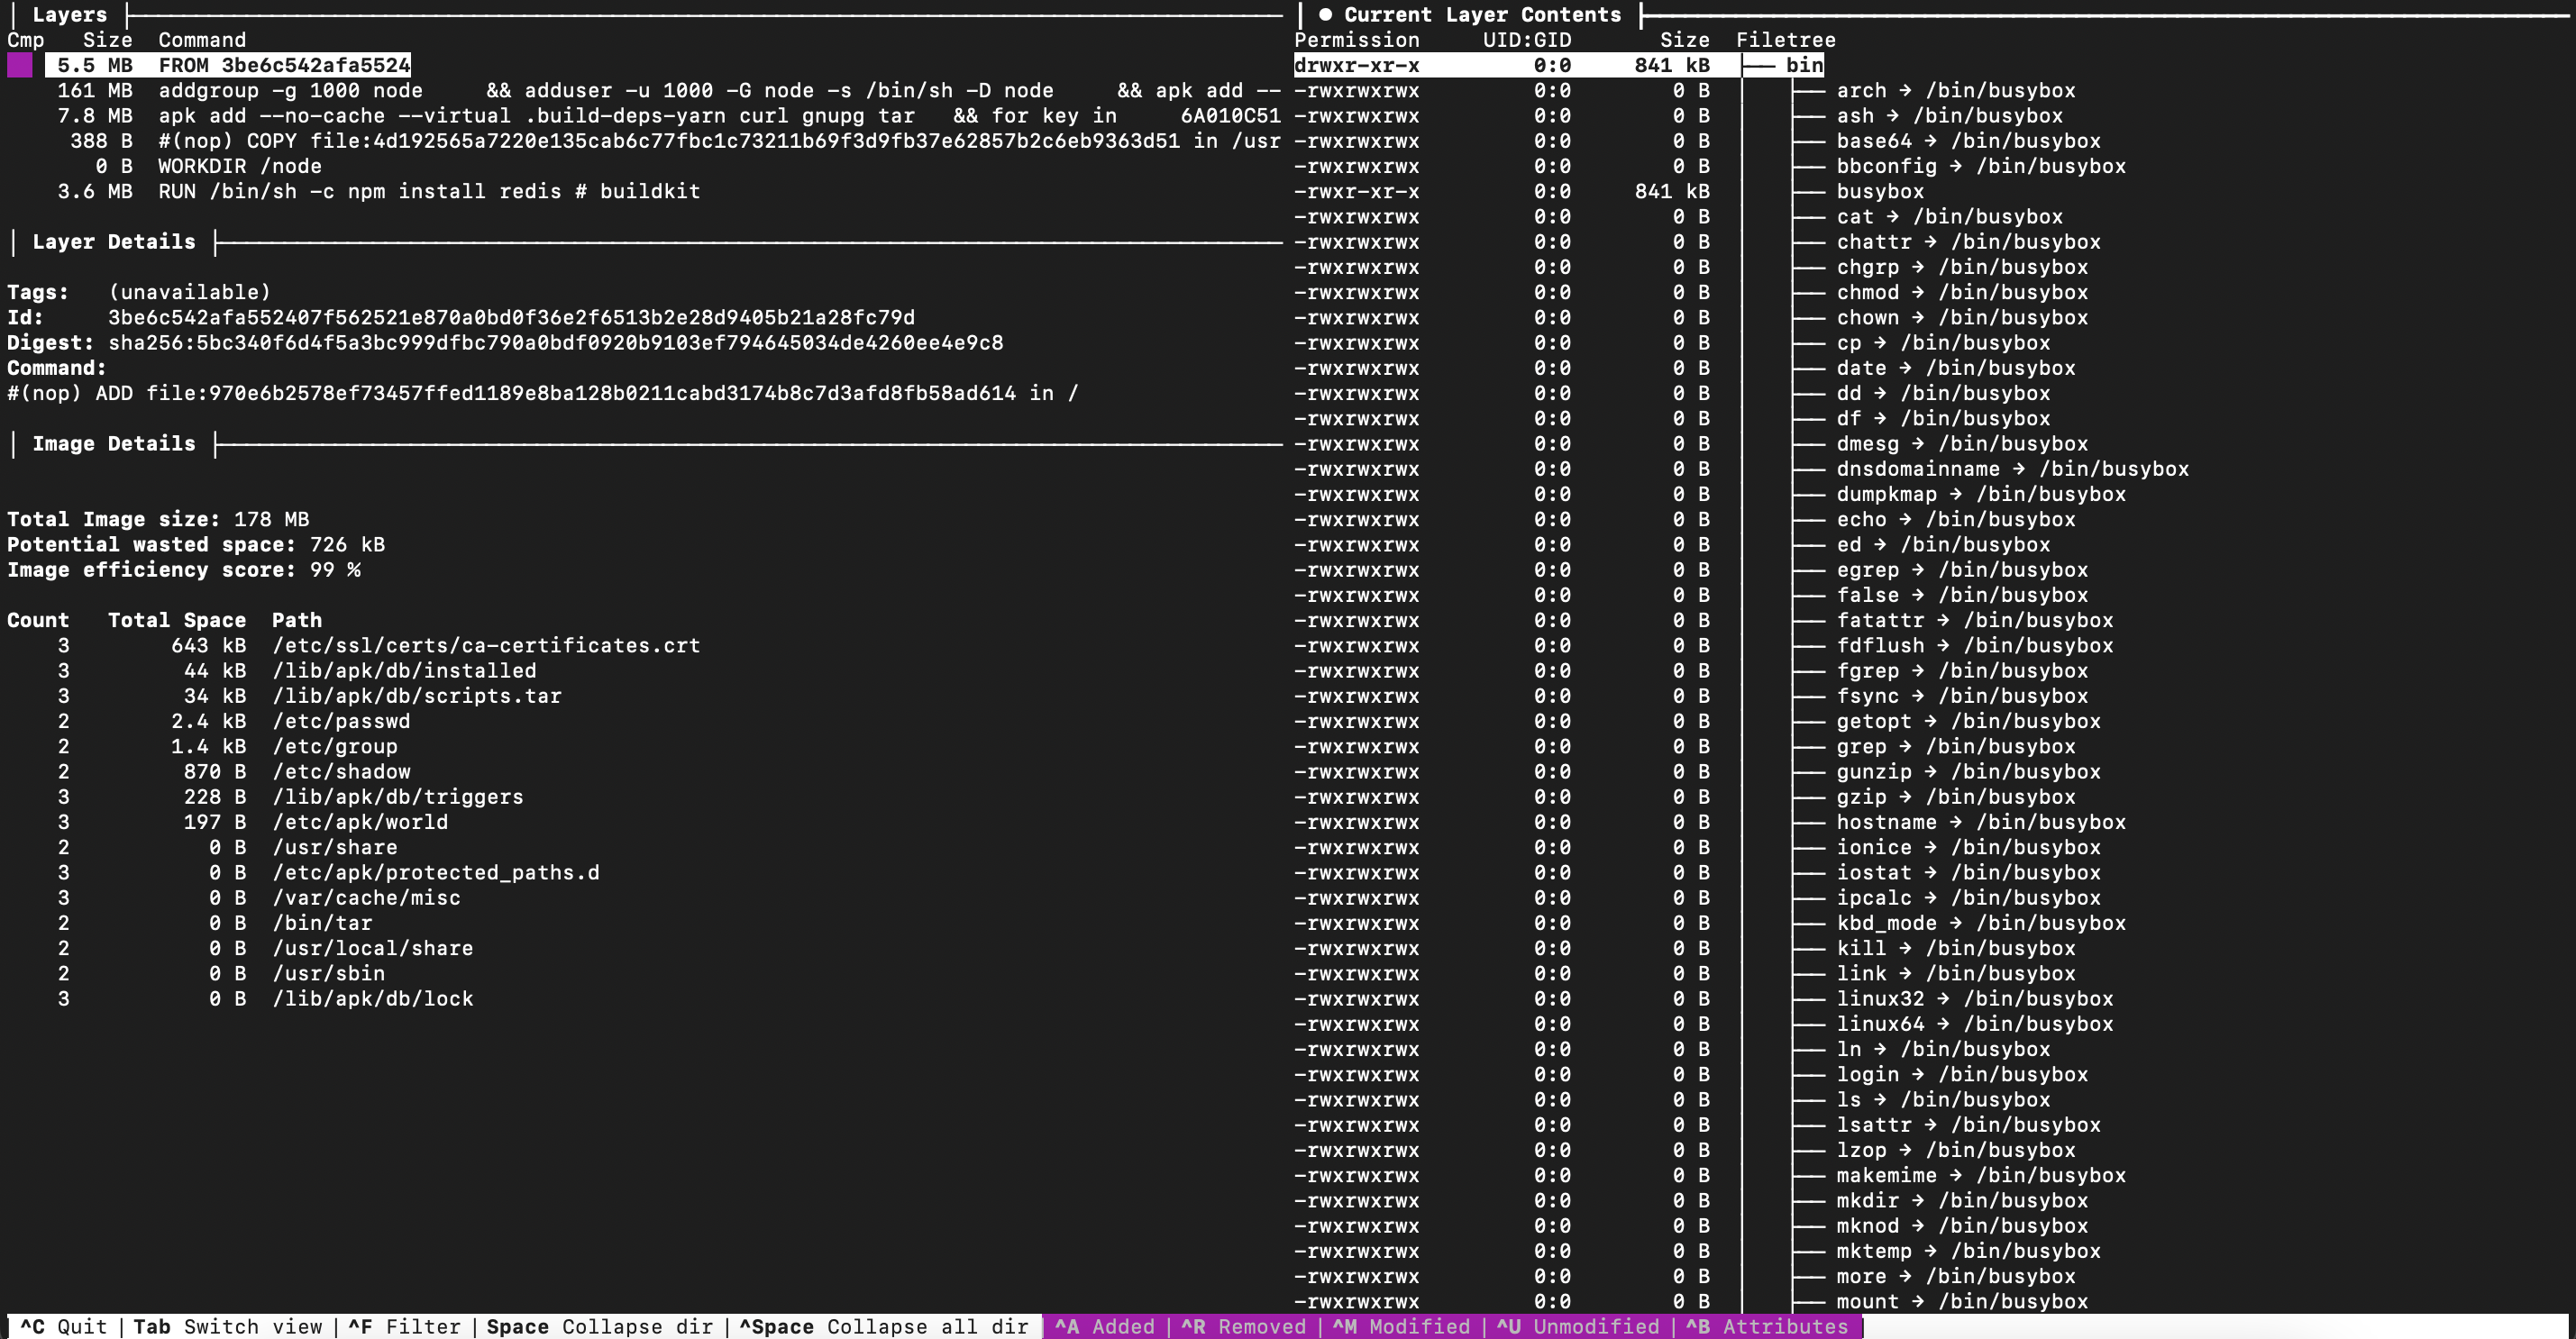 Layers
Cmp Size Command
5.5 MB FROM 3be6c542afa5524
161 MB addgroup -g 1000 node && adduser -u 1000 -G node -s /bin/sh -D node && apk add --
7.8 MB apk add --no-cache --virtual .build-deps-yarn curl gnupg tar && for key in 6A010C51
388 B #(nop) COPY file:4d192565a7220e135cab6c77fbc1c73211b69f3d9fb37e62857b2c6eb9363d51 in /usr
0 B WORKDIR /node
3.6 MB RUN /bin/sh -c npm install redis # buildkit
Layer Details
Tags: (unavailable)
Id: 3be6c542afa552407f562521e870a0bd0f36e2f6513b2e28d9405b21a28fc79d
Digest: sha256:5bc340f6d4f5a3bc999dfbc790a0bdf0920b9103ef794645034de4260ee4e9c8
Command:
#(nop) ADD file:970e6b2578ef73457ffed1189e8ba128b0211cabd3174b8c7d3afd8fb58ad614 in /
Image Details
Total Image size: 178 MB
Potential wasted space: 726 kB
Image efficiency score: 99 %
Count Total Space Path
3 643 kB /etc/ssl/certs/ca-certificates.crt
3 44 kB /lib/apk/db/installed
3 34 kB /lib/apk/db/scripts.tar
2 2.4 kB /etc/passwd
2 1.4 kB /etc/group
2 870 B /etc/shadow
3 228 B /lib/apk/db/triggers
3 197 B /etc/apk/world
2 0 B /usr/share
3 0 B /etc/apk/protected_paths.d
3 0 B /var/cache/misc
2 0 B /bin/tar
2 0 B /usr/local/share
2 0 B /usr/sbin
3 0 B /lib/apk/db/lock
● Current Layer Contents
Permission UID:GID Size Filetree
drwxr-xr-x 0:0 841 kB ├── bin
-rwxrwxrwx 0:0 0 B │ ├── arch → /bin/busybox
-rwxrwxrwx 0:0 0 B │ ├── ash → /bin/busybox
-rwxrwxrwx 0:0 0 B │ ├── base64 → /bin/busybox
-rwxrwxrwx 0:0 0 B │ ├── bbconfig → /bin/busybox
-rwxr-xr-x 0:0 841 kB │ ├── busybox
-rwxrwxrwx 0:0 0 B │ ├── cat → /bin/busybox
-rwxrwxrwx 0:0 0 B │ ├── chattr → /bin/busybox
-rwxrwxrwx 0:0 0 B │ ├── chgrp → /bin/busybox
-rwxrwxrwx 0:0 0 B │ ├── chmod → /bin/busybox
-rwxrwxrwx 0:0 0 B │ ├── chown → /bin/busybox
-rwxrwxrwx 0:0 0 B │ ├── cp → /bin/busybox
-rwxrwxrwx 0:0 0 B │ ├── date → /bin/busybox
-rwxrwxrwx 0:0 0 B │ ├── dd → /bin/busybox
-rwxrwxrwx 0:0 0 B │ ├── df → /bin/busybox
-rwxrwxrwx 0:0 0 B │ ├── dmesg → /bin/busybox
-rwxrwxrwx 0:0 0 B │ ├── dnsdomainname → /bin/busybox
-rwxrwxrwx 0:0 0 B │ ├── dumpkmap → /bin/busybox
-rwxrwxrwx 0:0 0 B │ ├── echo → /bin/busybox
-rwxrwxrwx 0:0 0 B │ ├── ed → /bin/busybox
-rwxrwxrwx 0:0 0 B │ ├── egrep → /bin/busybox
-rwxrwxrwx 0:0 0 B │ ├── false → /bin/busybox
-rwxrwxrwx 0:0 0 B │ ├── fatattr → /bin/busybox
-rwxrwxrwx 0:0 0 B │ ├── fdflush → /bin/busybox
-rwxrwxrwx 0:0 0 B │ ├── fgrep → /bin/busybox
-rwxrwxrwx 0:0 0 B │ ├── fsync → /bin/busybox
-rwxrwxrwx 0:0 0 B │ ├── getopt → /bin/busybox
-rwxrwxrwx 0:0 0 B │ ├── grep → /bin/busybox
-rwxrwxrwx 0:0 0 B │ ├── gunzip → /bin/busybox
-rwxrwxrwx 0:0 0 B │ ├── gzip → /bin/busybox
-rwxrwxrwx 0:0 0 B │ ├── hostname → /bin/busybox
-rwxrwxrwx 0:0 0 B │ ├── ionice → /bin/busybox
-rwxrwxrwx 0:0 0 B │ ├── iostat → /bin/busybox
-rwxrwxrwx 0:0 0 B │ ├── ipcalc → /bin/busybox
-rwxrwxrwx 0:0 0 B │ ├── kbd_mode → /bin/busybox
-rwxrwxrwx 0:0 0 B │ ├── kill → /bin/busybox
-rwxrwxrwx 0:0 0 B │ ├── link → /bin/busybox
-rwxrwxrwx 0:0 0 B │ ├── linux32 → /bin/busybox
-rwxrwxrwx 0:0 0 B │ ├── linux64 → /bin/busybox
-rwxrwxrwx 0:0 0 B │ ├── ln → /bin/busybox
-rwxrwxrwx 0:0 0 B │ ├── login → /bin/busybox
-rwxrwxrwx 0:0 0 B │ ├── ls → /bin/busybox
-rwxrwxrwx 0:0 0 B │ ├── lsattr → /bin/busybox
-rwxrwxrwx 0:0 0 B │ ├── lzop → /bin/busybox
-rwxrwxrwx 0:0 0 B │ ├── makemime → /bin/busybox
-rwxrwxrwx 0:0 0 B │ ├── mkdir → /bin/busybox
-rwxrwxrwx 0:0 0 B │ ├── mknod → /bin/busybox
-rwxrwxrwx 0:0 0 B │ ├── mktemp → /bin/busybox
-rwxrwxrwx 0:0 0 B │ ├── more → /bin/busybox
-rwxrwxrwx 0:0 0 B │ ├── mount → /bin/busybox
^C Quit | Tab Switch view | ^F Filter | Space Collapse dir | ^Space Collapse all dir | ^A Added | ^R Removed | ^M Modified | ^U Unmodified | ^B Attributes